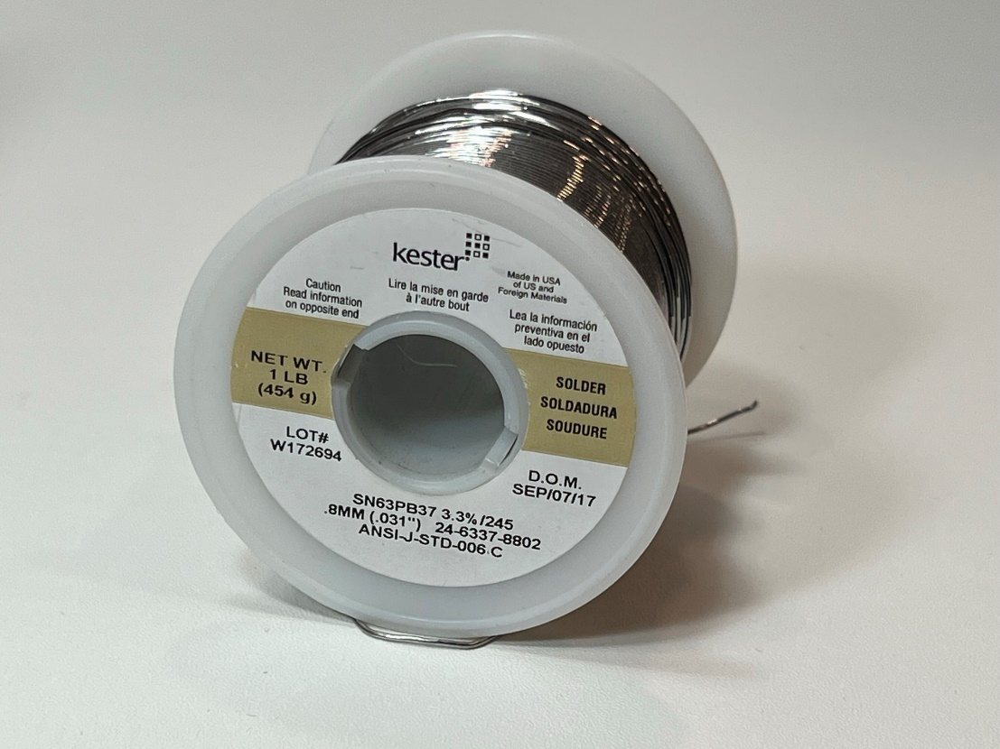 kester
Made in USA
of US and
Foreign Materials
Caution
Read information
on opposite end
Lire la mise en garde
à l'autre bout
Lea la información
preventiva en el
lado opuesto
NET WT.
1 LB
(454 g)
SOLDER
SOLDADURA
SOUDURE
LOT#
W172694
D.O.M.
SEP/07/17
SN63PB37 3.3%/245
.8MM (.031") 24-6337-8802
ANSI-J-STD-006 C